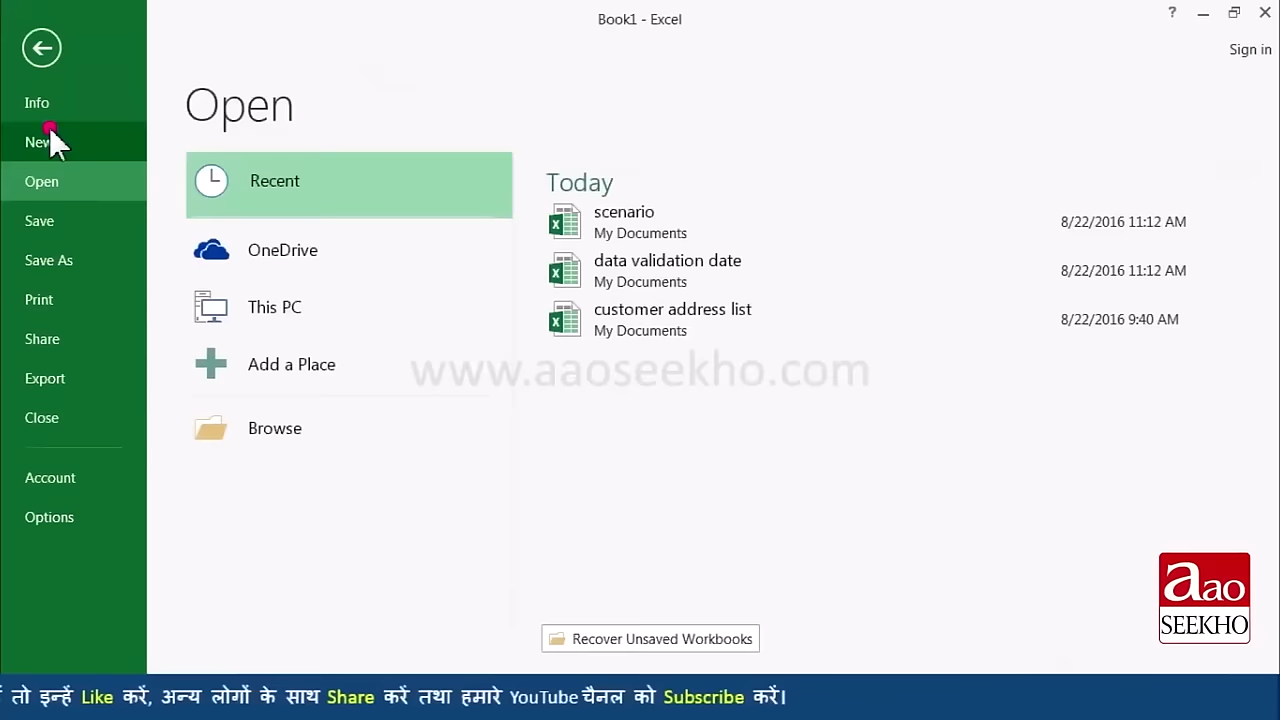 Book1 - Excel
?
Sign in
Info
New
Open
Save
Save As
Print
Share
Export
Close
Account
Options
Open
Recent
OneDrive
This PC
Add a Place
Browse
Today
scenario
My Documents
8/22/2016 11:12 AM
data validation date
My Documents
8/22/2016 11:12 AM
customer address list
My Documents
8/22/2016 9:40 AM
www.aaoseekho.com
Recover Unsaved Workbooks
aao
SEEKHO
तो इन्हें Like करें, अन्य लोगों के साथ Share करें तथा हमारे YouTube चैनल को Subscribe करें।